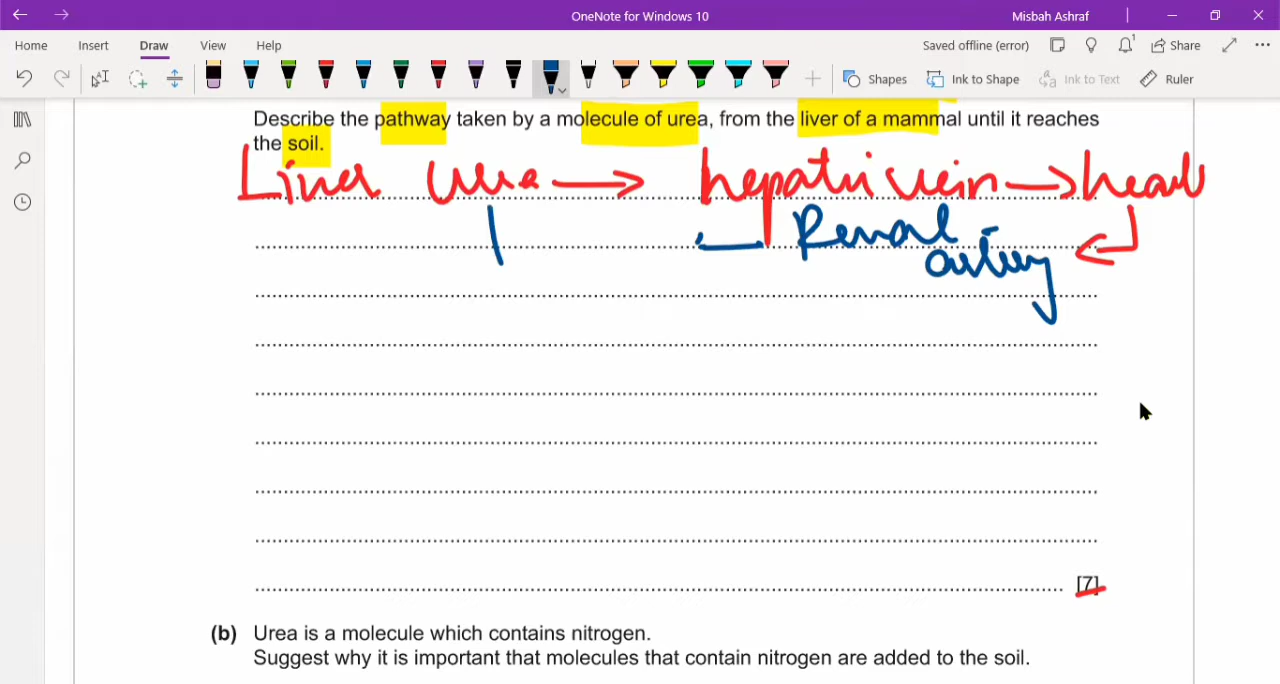 OneNote for Windows 10
Misbah Ashraf
Home Insert Draw View Help
Saved offline (error) 1 Share
Shapes Ink to Shape Ink to Text Ruler
Describe the pathway taken by a molecule of urea, from the liver of a mammal until it reaches
the soil.
Liver Urea → hepatic vein → heart
Renal
artery
[7]
(b) Urea is a molecule which contains nitrogen.
Suggest why it is important that molecules that contain nitrogen are added to the soil.